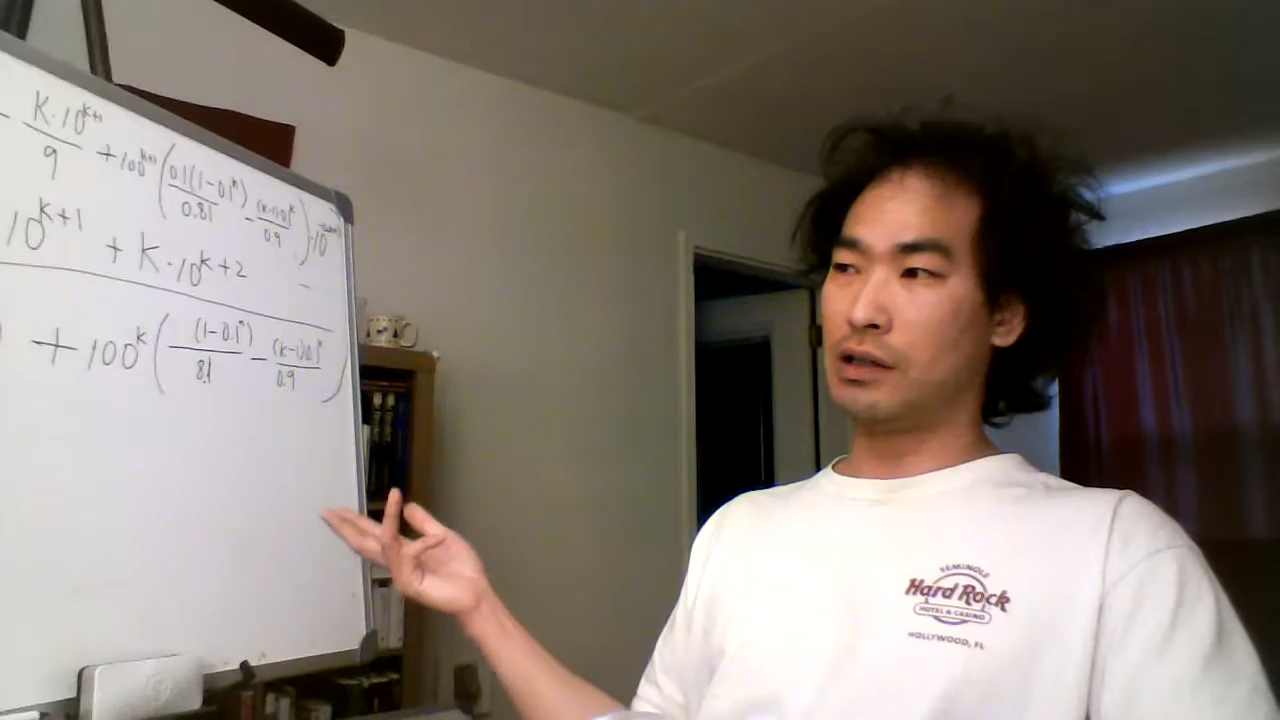 - K·10^{k+1} / 9 + 100^{k+1} ( 0.1(1-0.1^k) / 0.81 - (k-1)0.1^k / 0.9 ) · 10
10^{k+1} + K·10^{k+2} -
+ 100^k ( (1-0.1^k) / 8.1 - (k-1)0.1^k / 0.9 )
SEMINOLE
Hard Rock
HOTEL & CASINO
HOLLYWOOD, FL